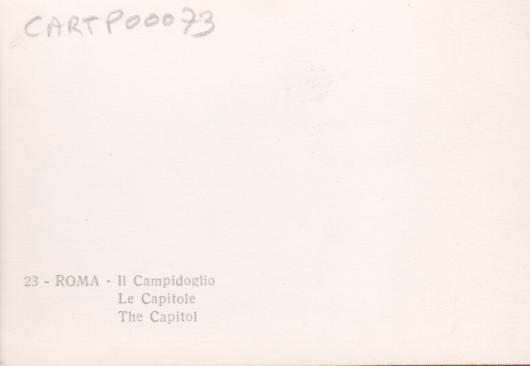 CARTP00073
23 - ROMA - Il Campidoglio
Le Capitole
The Capitol